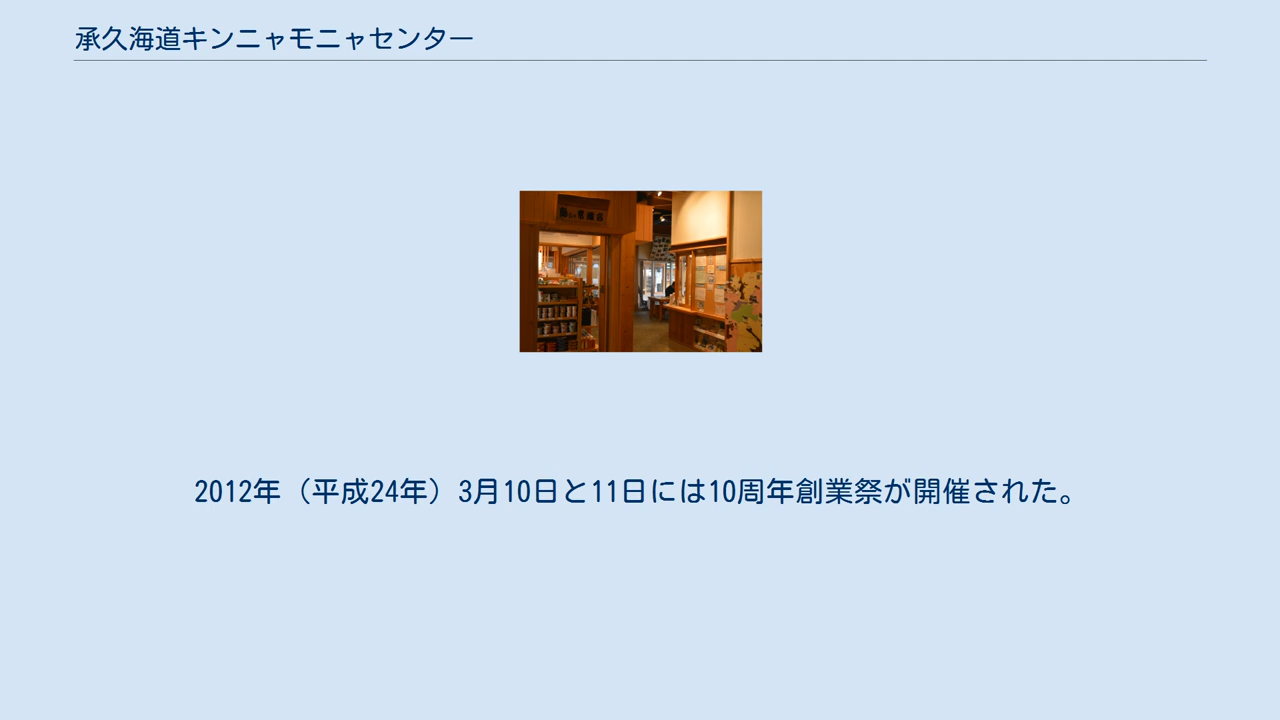 承久海道キンニャモニャセンター
2012年（平成24年）3月10日と11日には10周年創業祭が開催された。